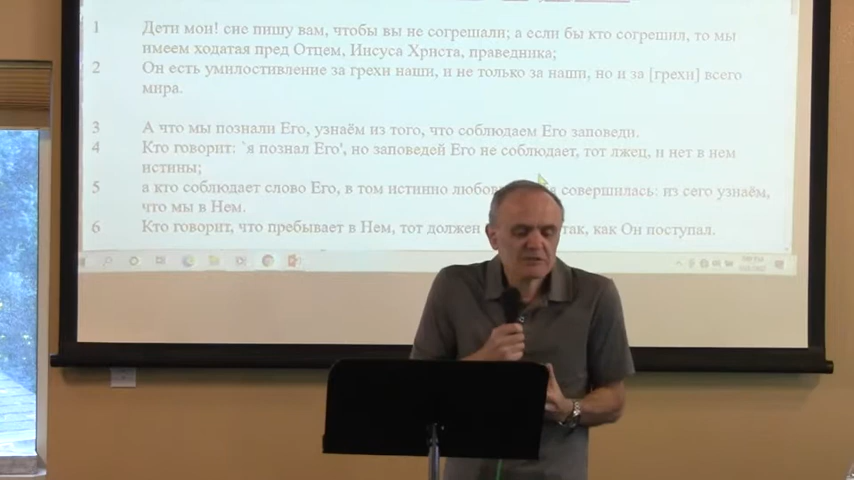 1 Дети мои! сие пишу вам, чтобы вы не согрешали; а если бы кто согрешил, то мы
имеем ходатая пред Отцем, Иисуса Христа, праведника;
2 Он есть умилостивление за грехи наши, и не только за наши, но и за [грехи] всего
мира.
3 А что мы познали Его, узнаём из того, что соблюдаем Его заповеди.
4 Кто говорит: `я познал Его', но заповедей Его не соблюдает, тот лжец, и нет в нем
истины;
5 а кто соблюдает слово Его, в том истинно совершилась: из сего узнаём,
что мы в Нем.
6 Кто говорит, что пребывает в Нем, тот должен так, как Он поступал.